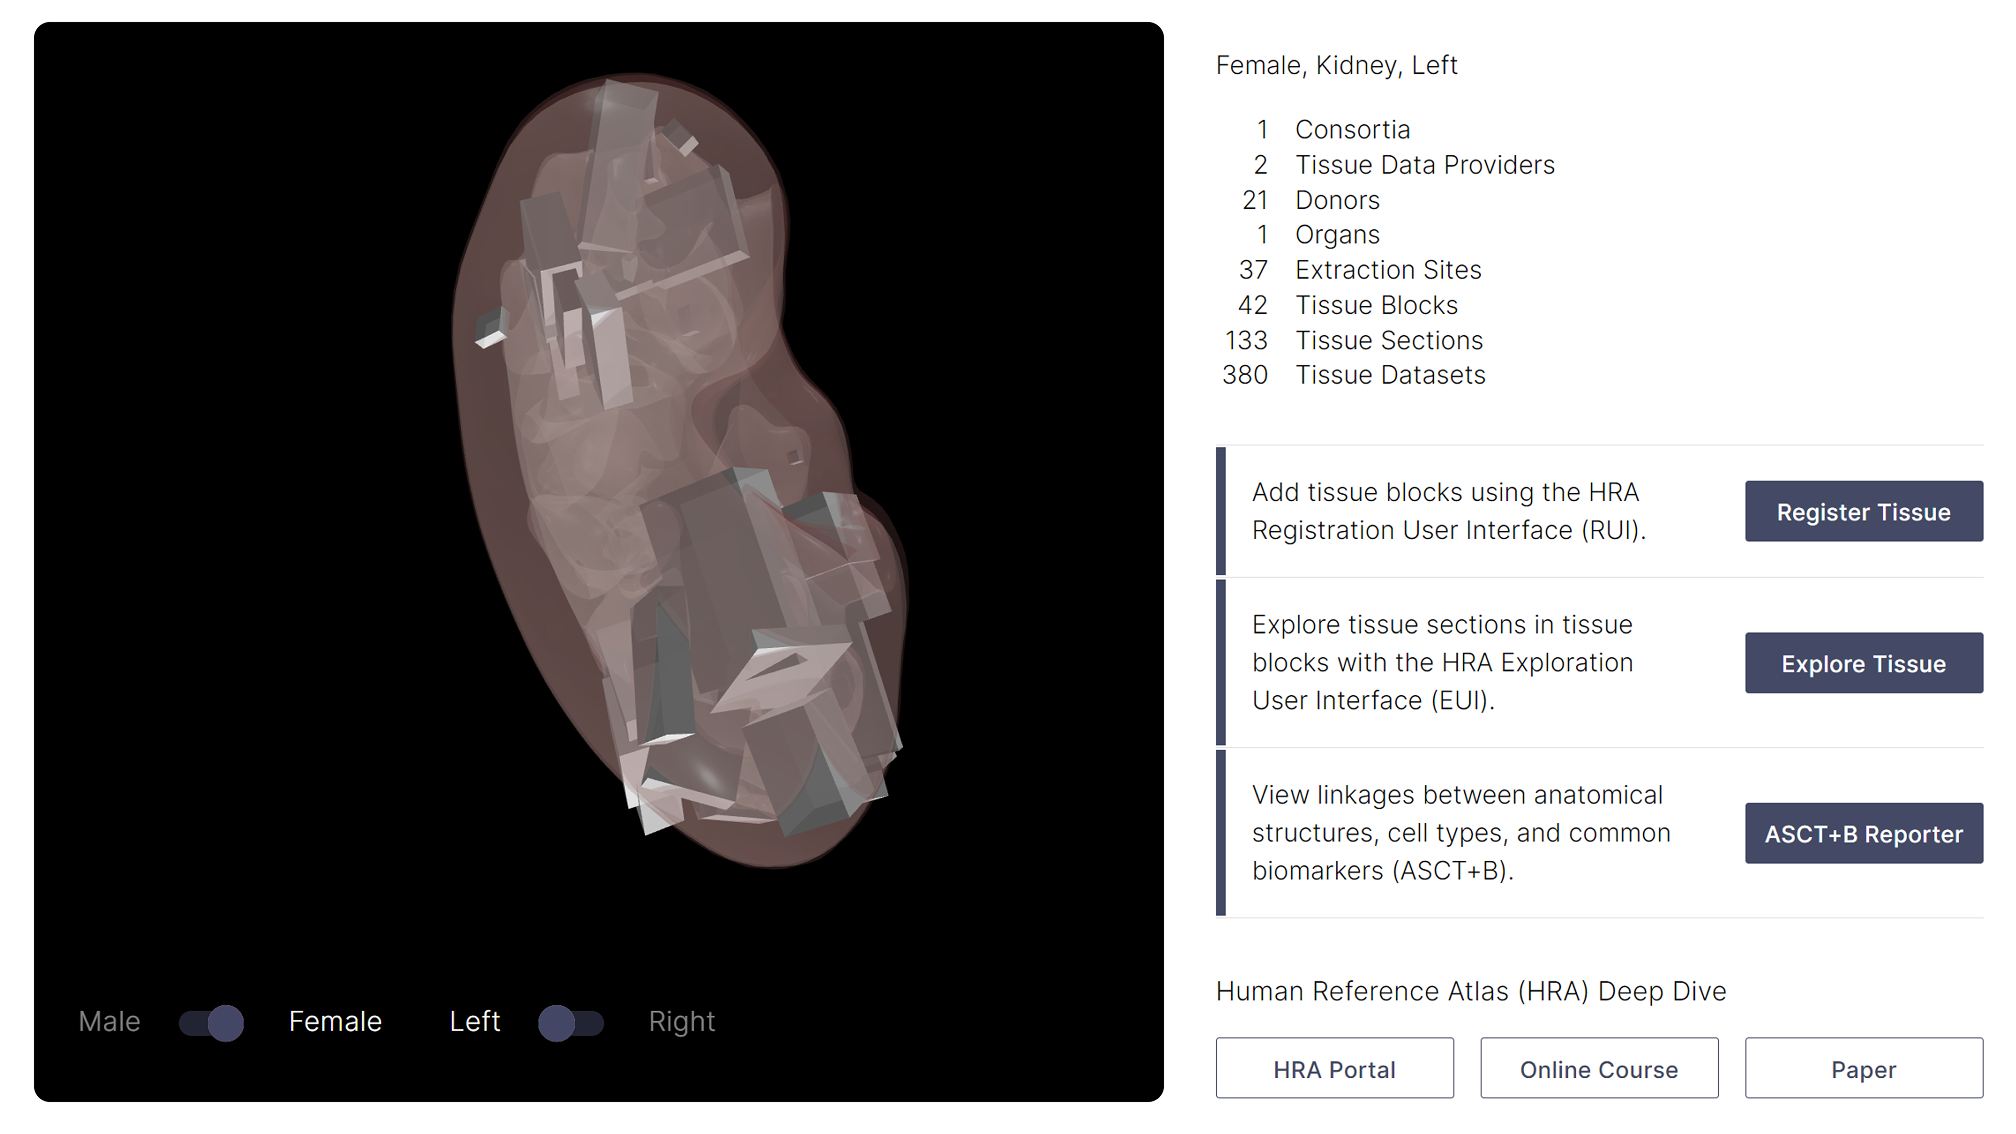 Female, Kidney, Left
1 Consortia
2 Tissue Data Providers
21 Donors
1 Organs
37 Extraction Sites
42 Tissue Blocks
133 Tissue Sections
380 Tissue Datasets
Add tissue blocks using the HRA
Registration User Interface (RUI).
Register Tissue
Explore tissue sections in tissue
blocks with the HRA Exploration
User Interface (EUI).
Explore Tissue
View linkages between anatomical
structures, cell types, and common
biomarkers (ASCT+B).
ASCT+B Reporter
Male Female Left Right
Human Reference Atlas (HRA) Deep Dive
HRA Portal Online Course Paper